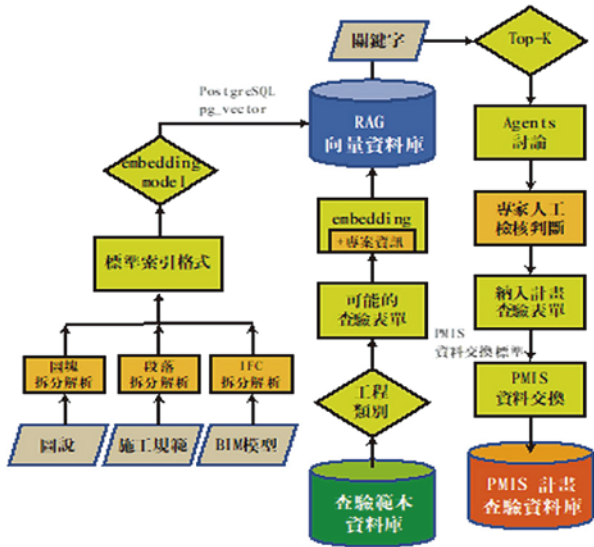 關鍵字
Top-K
PostgreSQL
pg_vector
RAG
向量資料庫
Agents
討論
embedding
model
embedding
+專案資訊
專家人工
檢核判斷
標準索引格式
可能的
查驗表單
納入計畫
查驗表單
PMIS
資料交換標準
圖塊
拆分解析
段落
拆分解析
IFC
拆分解析
工程
類別
PMIS
資料交換
圖說
施工規範
BIM模型
查驗範本
資料庫
PMIS 計畫
查驗資料庫